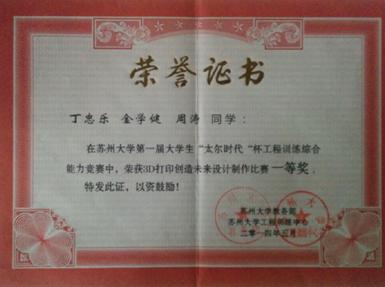 荣誉证书
丁忠乐 金学健 周涛 同学：
在苏州大学第一届大学生“太尔时代“杯工程训练综合
能力竞赛中，荣获3D打印创造未来设计制作比赛一等奖，
特发此证，以资鼓励！
苏州大学教务部
苏州大学工程训练中心
二零一四年三月